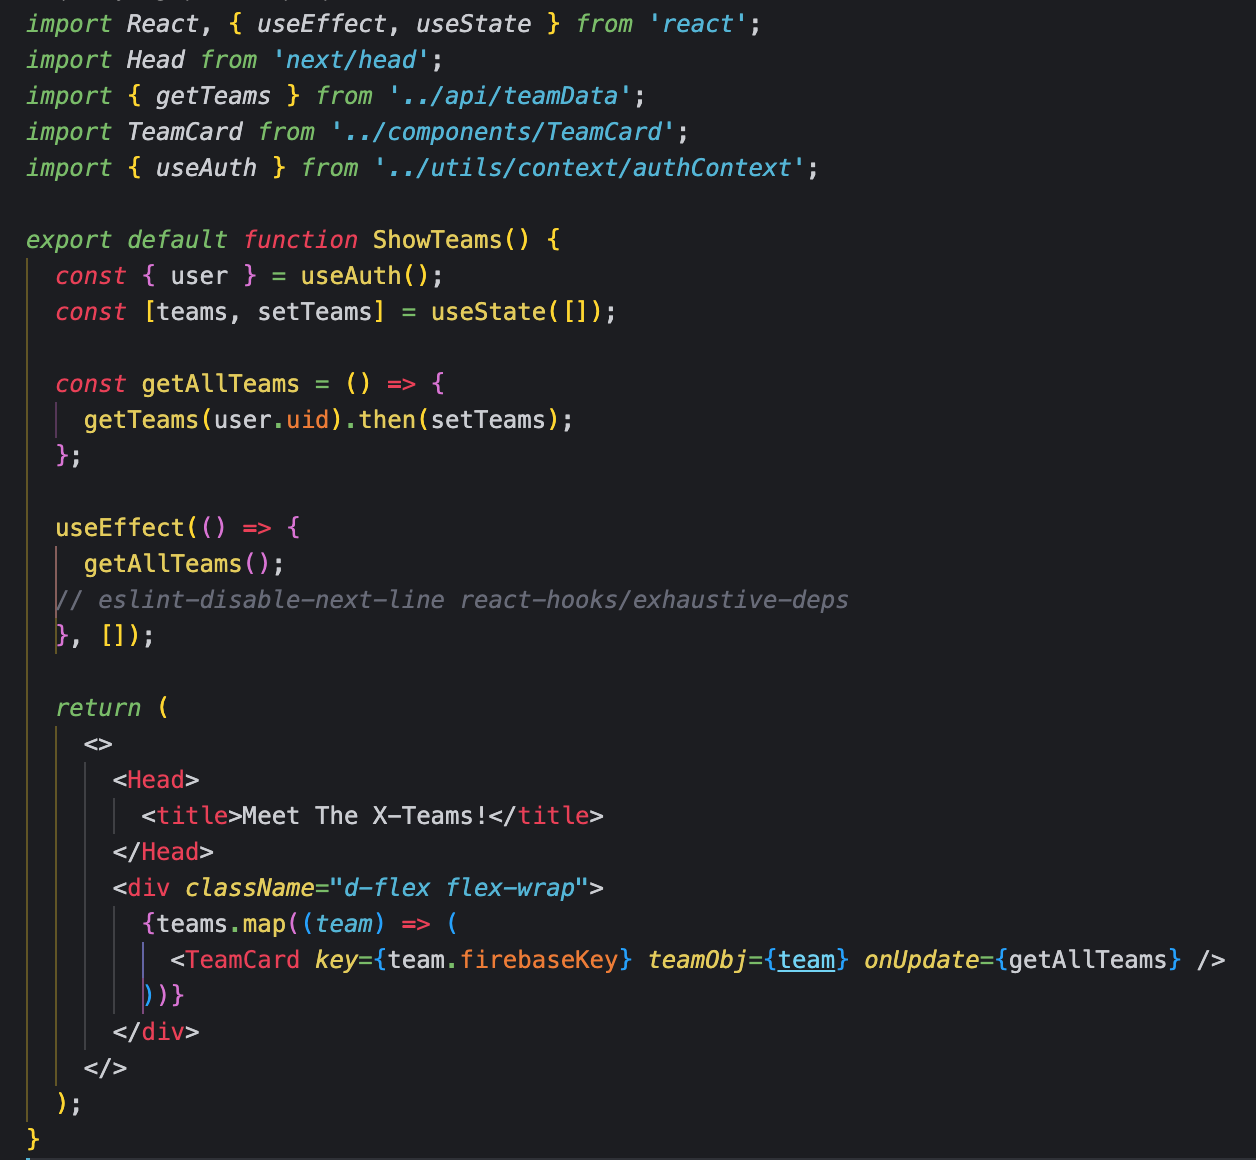 import React, { useEffect, useState } from 'react';
import Head from 'next/head';
import { getTeams } from '../api/teamData';
import TeamCard from '../components/TeamCard';
import { useAuth } from '../utils/context/authContext';

export default function ShowTeams() {
  const { user } = useAuth();
  const [teams, setTeams] = useState([]);

  const getAllTeams = () => {
    getTeams(user.uid).then(setTeams);
  };

  useEffect(() => {
    getAllTeams();
  // eslint-disable-next-line react-hooks/exhaustive-deps
  }, []);

  return (
    <>
      <Head>
        <title>Meet The X-Teams!</title>
      </Head>
      <div className="d-flex flex-wrap">
        {teams.map((team) => (
          <TeamCard key={team.firebaseKey} teamObj={team} onUpdate={getAllTeams} />
        ))}
      </div>
    </>
  );
}